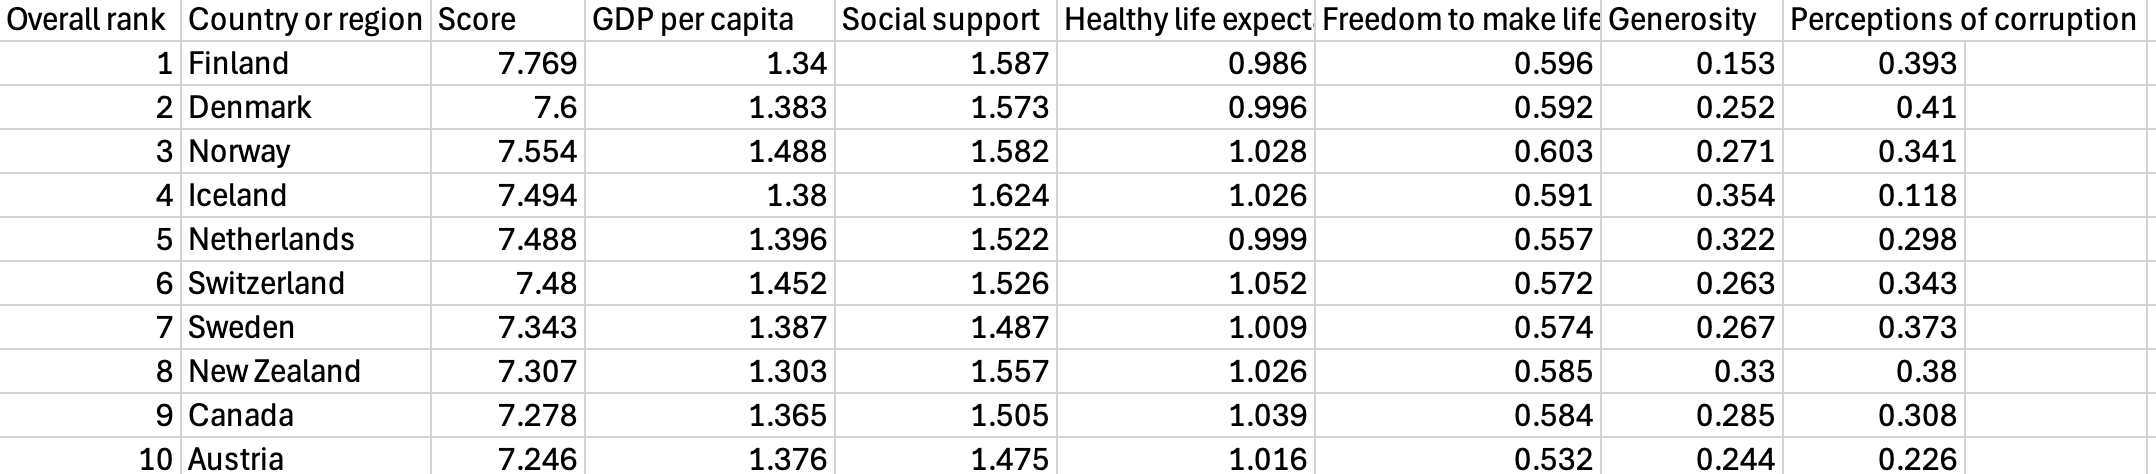 Overall rank Country or region Score GDP per capita Social support Healthy life expect Freedom to make life Generosity Perceptions of corruption
1 Finland 7.769 1.34 1.587 0.986 0.596 0.153 0.393
2 Denmark 7.6 1.383 1.573 0.996 0.592 0.252 0.41
3 Norway 7.554 1.488 1.582 1.028 0.603 0.271 0.341
4 Iceland 7.494 1.38 1.624 1.026 0.591 0.354 0.118
5 Netherlands 7.488 1.396 1.522 0.999 0.557 0.322 0.298
6 Switzerland 7.48 1.452 1.526 1.052 0.572 0.263 0.343
7 Sweden 7.343 1.387 1.487 1.009 0.574 0.267 0.373
8 New Zealand 7.307 1.303 1.557 1.026 0.585 0.33 0.38
9 Canada 7.278 1.365 1.505 1.039 0.584 0.285 0.308
10 Austria 7.246 1.376 1.475 1.016 0.532 0.244 0.226